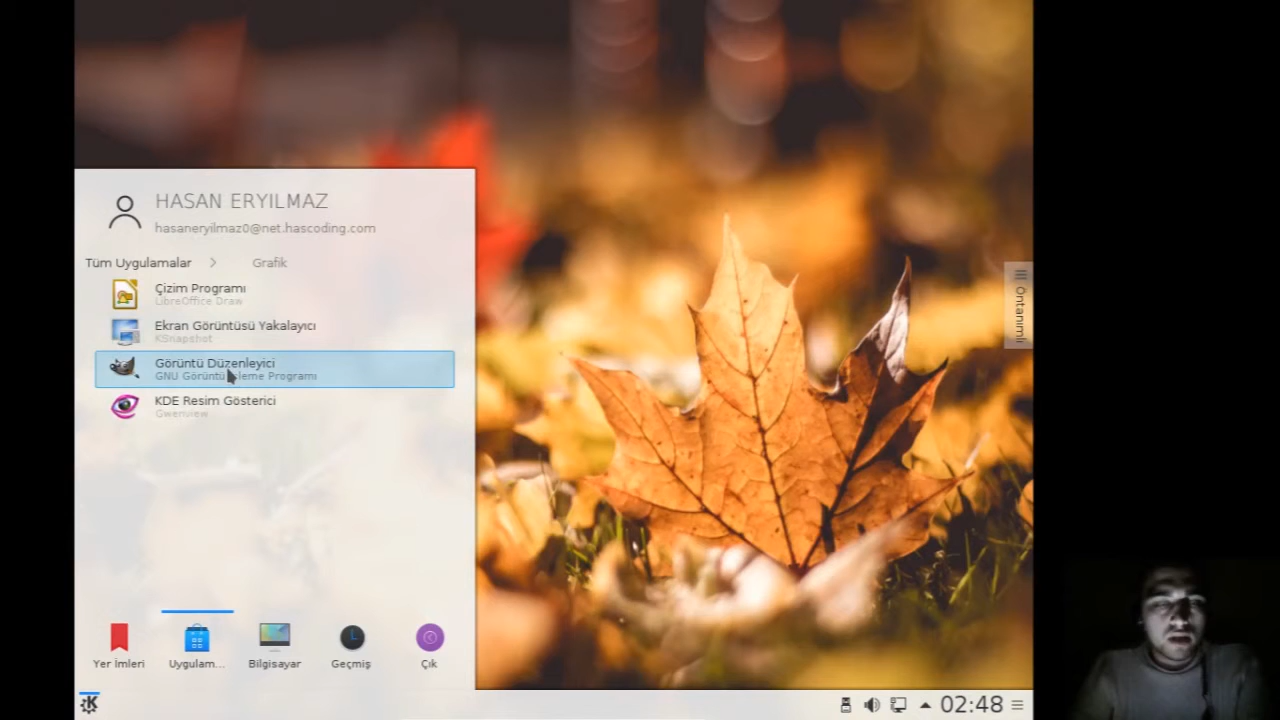 HASAN ERYILMAZ
hasaneryilmaz0@net.hascoding.com
Tüm Uygulamalar > Grafik
Çizim Programı
LibreOffice Draw
Ekran Görüntüsü Yakalayıcı
KSnapshot
Görüntü Düzenleyici
GNU Görüntü leme Programı
KDE Resim Gösterici
Gwenview
Öntanımlı
Yer İmleri
Uygulam...
Bilgisayar
Geçmiş
Çık
02:48